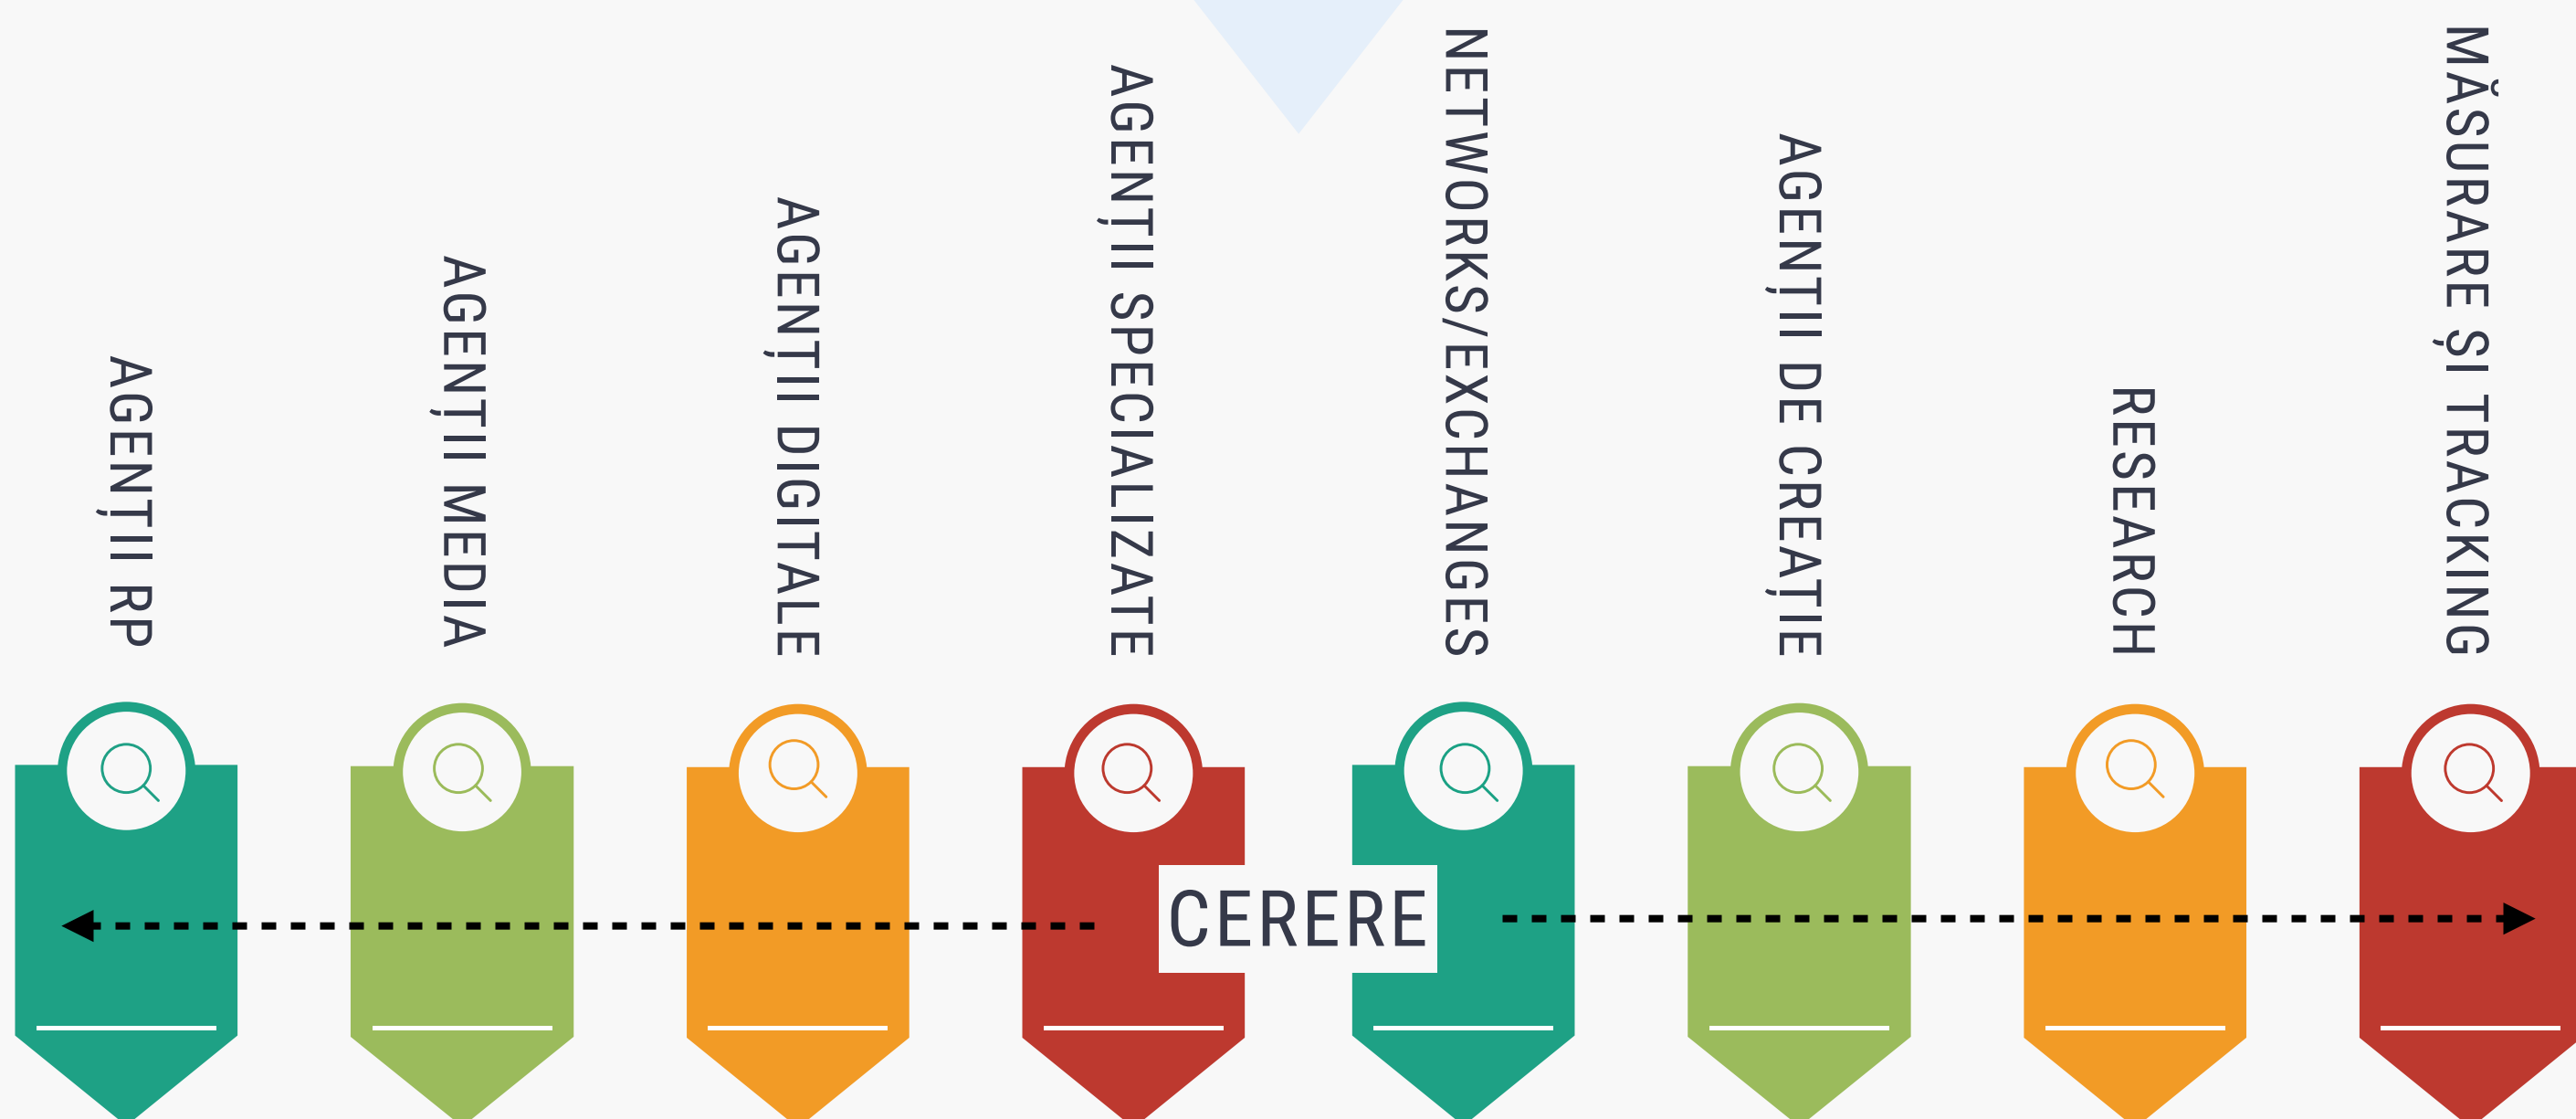 AGENȚII RP
AGENȚII MEDIA
AGENȚII DIGITALE
AGENȚII SPECIALIZATE
NETWORKS/EXCHANGES
AGENȚII DE CREAȚIE
RESEARCH
MĂSURARE ȘI TRACKING
CERERE